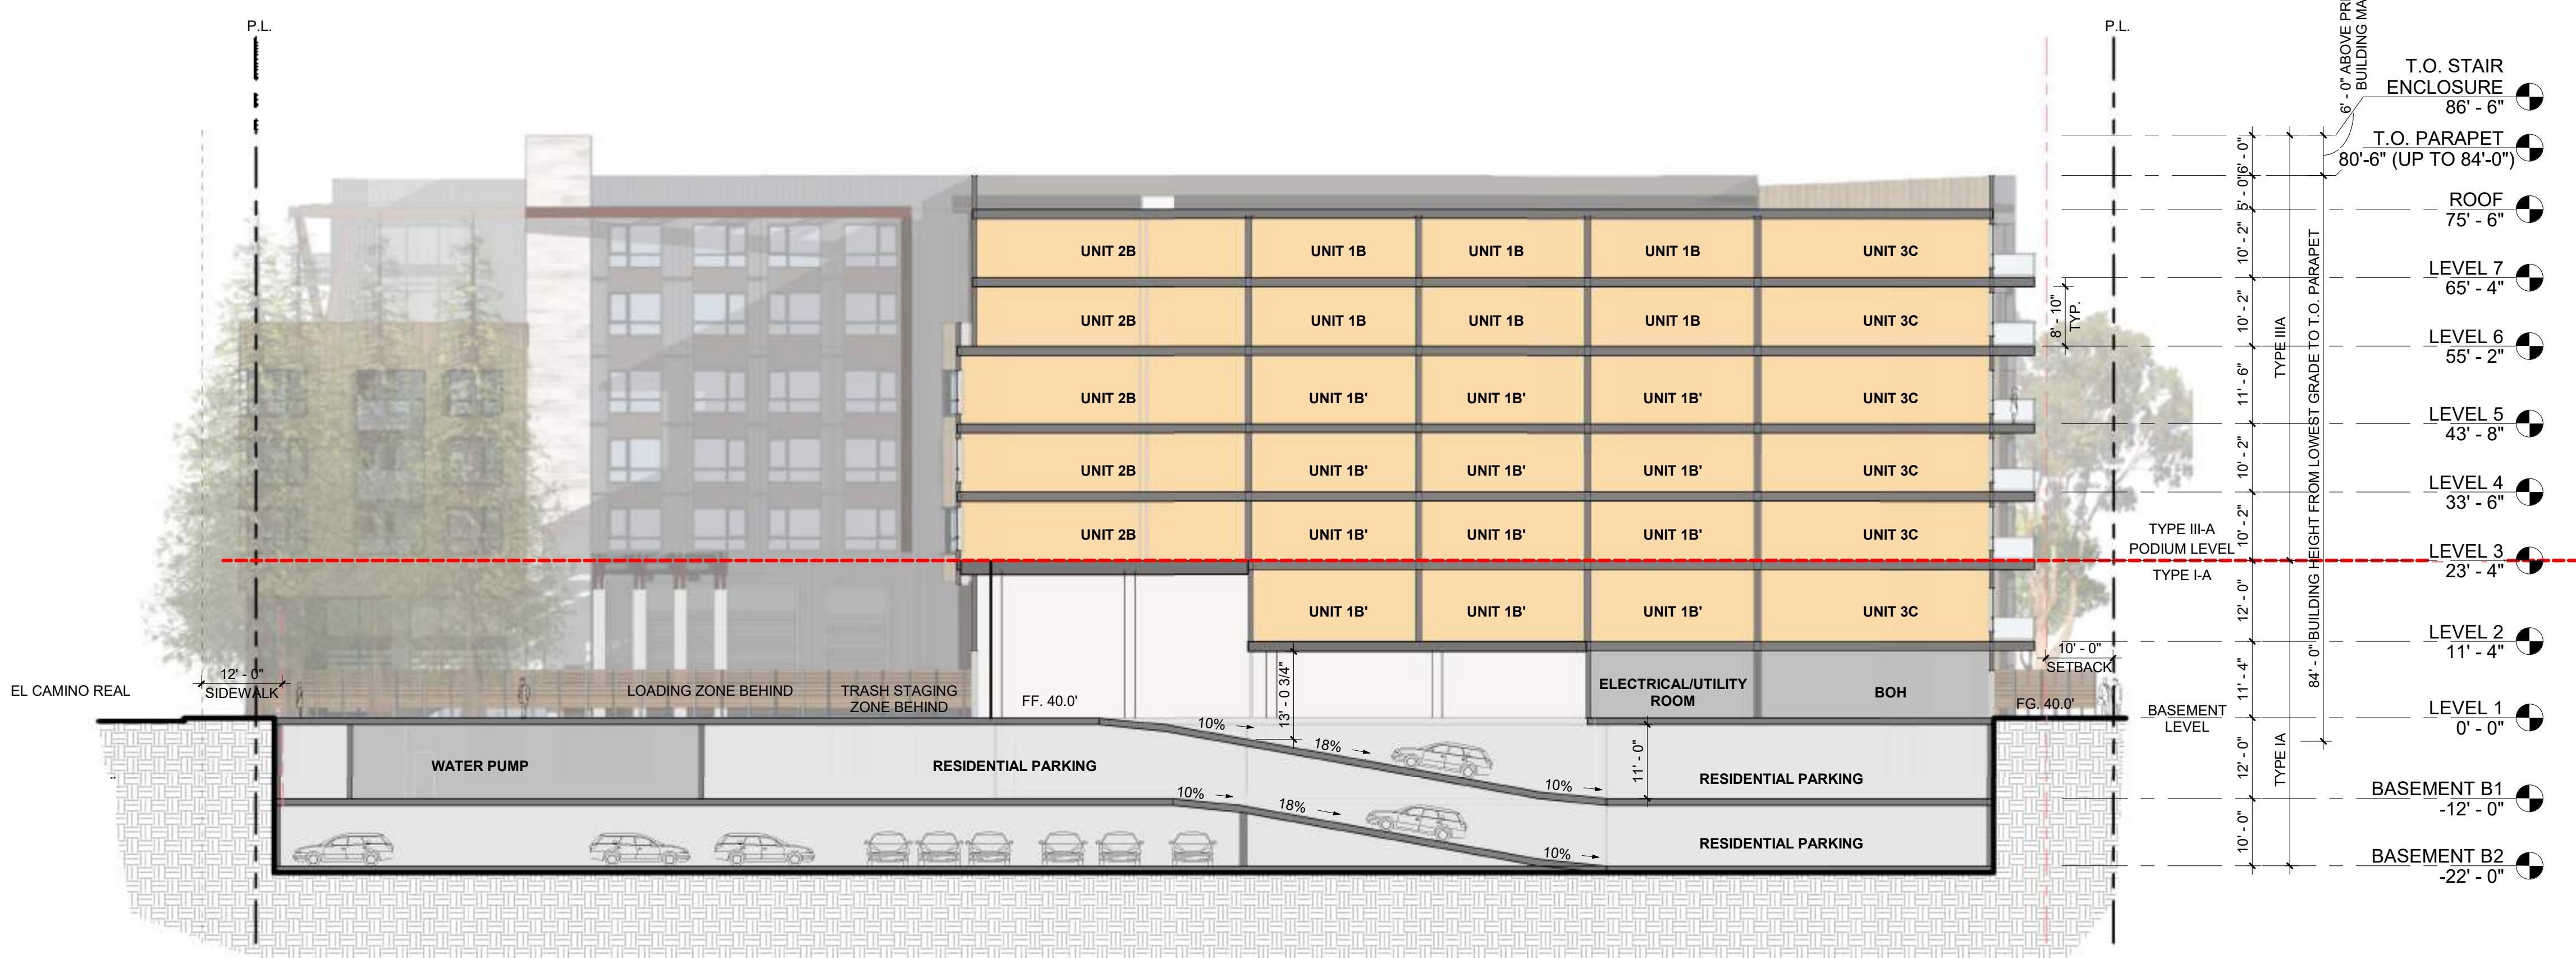 P.L.
P.L.
6' - 0" ABOVE
BUILDING
T.O. STAIR
ENCLOSURE
86' - 6"
T.O. PARAPET
80'-6" (UP TO 84'-0")
ROOF
75' - 6"
LEVEL 7
65' - 4"
LEVEL 6
55' - 2"
LEVEL 5
43' - 8"
LEVEL 4
33' - 6"
LEVEL 3
23' - 4"
LEVEL 2
11' - 4"
LEVEL 1
0' - 0"
BASEMENT B1
-12' - 0"
BASEMENT B2
-22' - 0"
6' - 0"
5' - 0"
10' - 2"
10' - 2"
11' - 6"
10' - 2"
10' - 2"
12' - 0"
11' - 4"
12' - 0"
10' - 0"
TYPE IIIA
TYPE IA
84' - 0" BUILDING HEIGHT FROM LOWEST GRADE TO T.O. PARAPET
8' - 10"
TYP.
TYPE III-A
PODIUM LEVEL
TYPE I-A
BASEMENT
LEVEL
UNIT 2B UNIT 1B UNIT 1B UNIT 1B UNIT 3C
UNIT 2B UNIT 1B UNIT 1B UNIT 1B UNIT 3C
UNIT 2B UNIT 1B' UNIT 1B' UNIT 1B' UNIT 3C
UNIT 2B UNIT 1B' UNIT 1B' UNIT 1B' UNIT 3C
UNIT 2B UNIT 1B' UNIT 1B' UNIT 1B' UNIT 3C
UNIT 1B' UNIT 1B' UNIT 1B' UNIT 3C
10' - 0"
SETBACK
EL CAMINO REAL
12' - 0"
SIDEWALK
LOADING ZONE BEHIND
TRASH STAGING
ZONE BEHIND
FF. 40.0'
13' - 0 3/4"
ELECTRICAL/UTILITY
ROOM
BOH
FG. 40.0'
10%
18%
10%
11' - 0"
WATER PUMP
RESIDENTIAL PARKING
RESIDENTIAL PARKING
10%
18%
10%
RESIDENTIAL PARKING